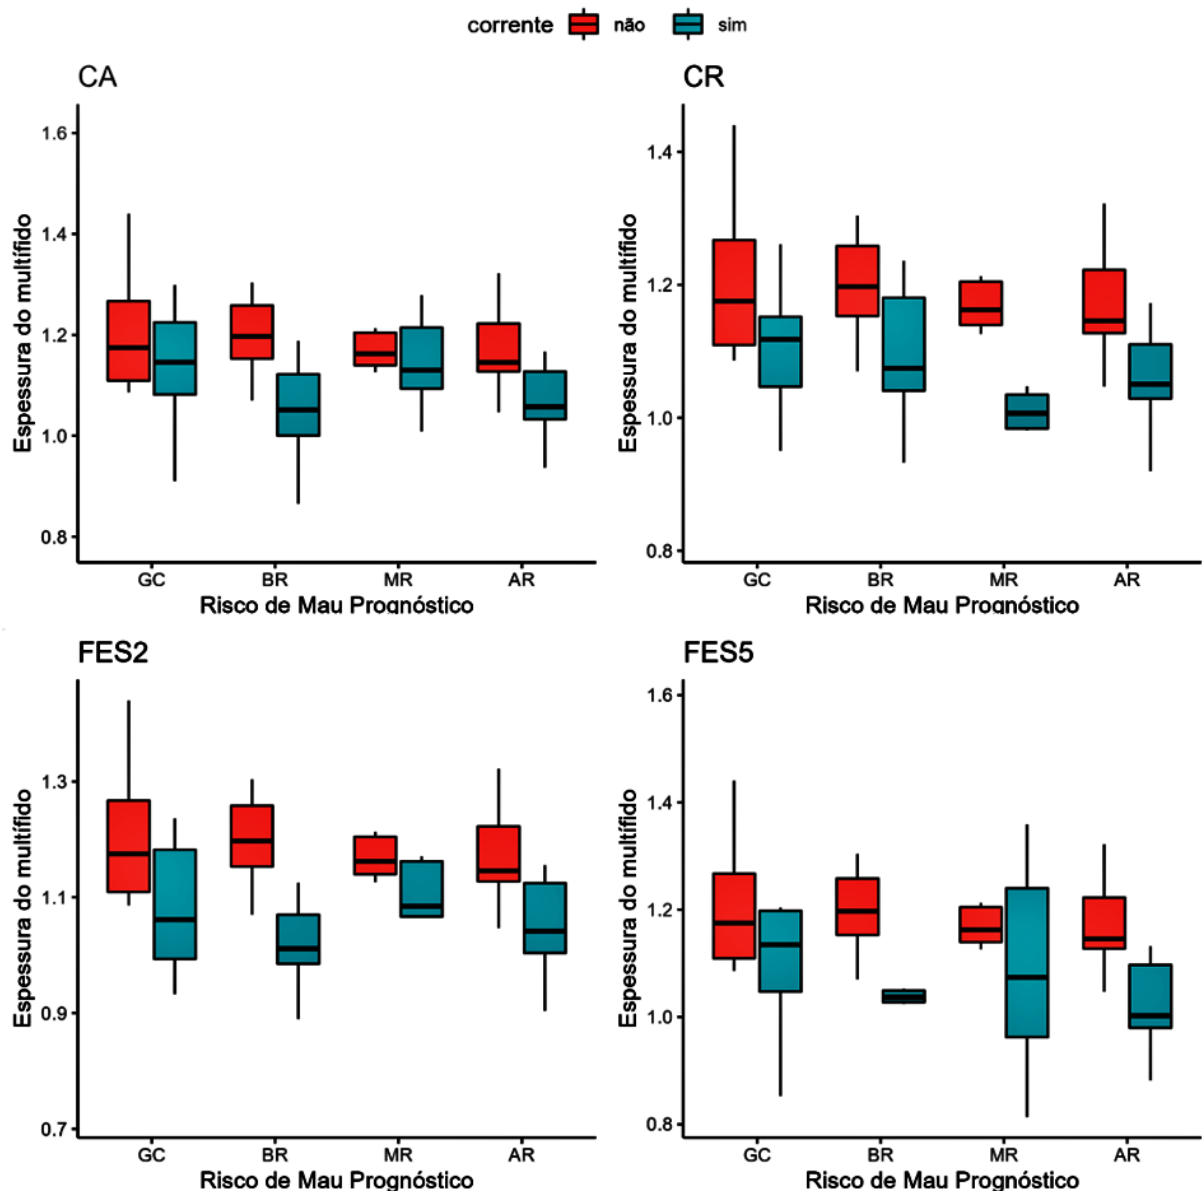 corrente não sim
CA
1.6
1.4
1.2
1.0
0.8
Espessura do multífido
GC BR MR AR
Risco de Mau Prognóstico
CR
1.4
1.2
1.0
0.8
Espessura do multífido
GC BR MR AR
Risco de Mau Prognóstico
FES2
1.3
1.1
0.9
0.7
Espessura do multífido
GC BR MR AR
Risco de Mau Prognóstico
FES5
1.6
1.4
1.2
1.0
0.8
Espessura do multífido
GC BR MR AR
Risco de Mau Prognóstico